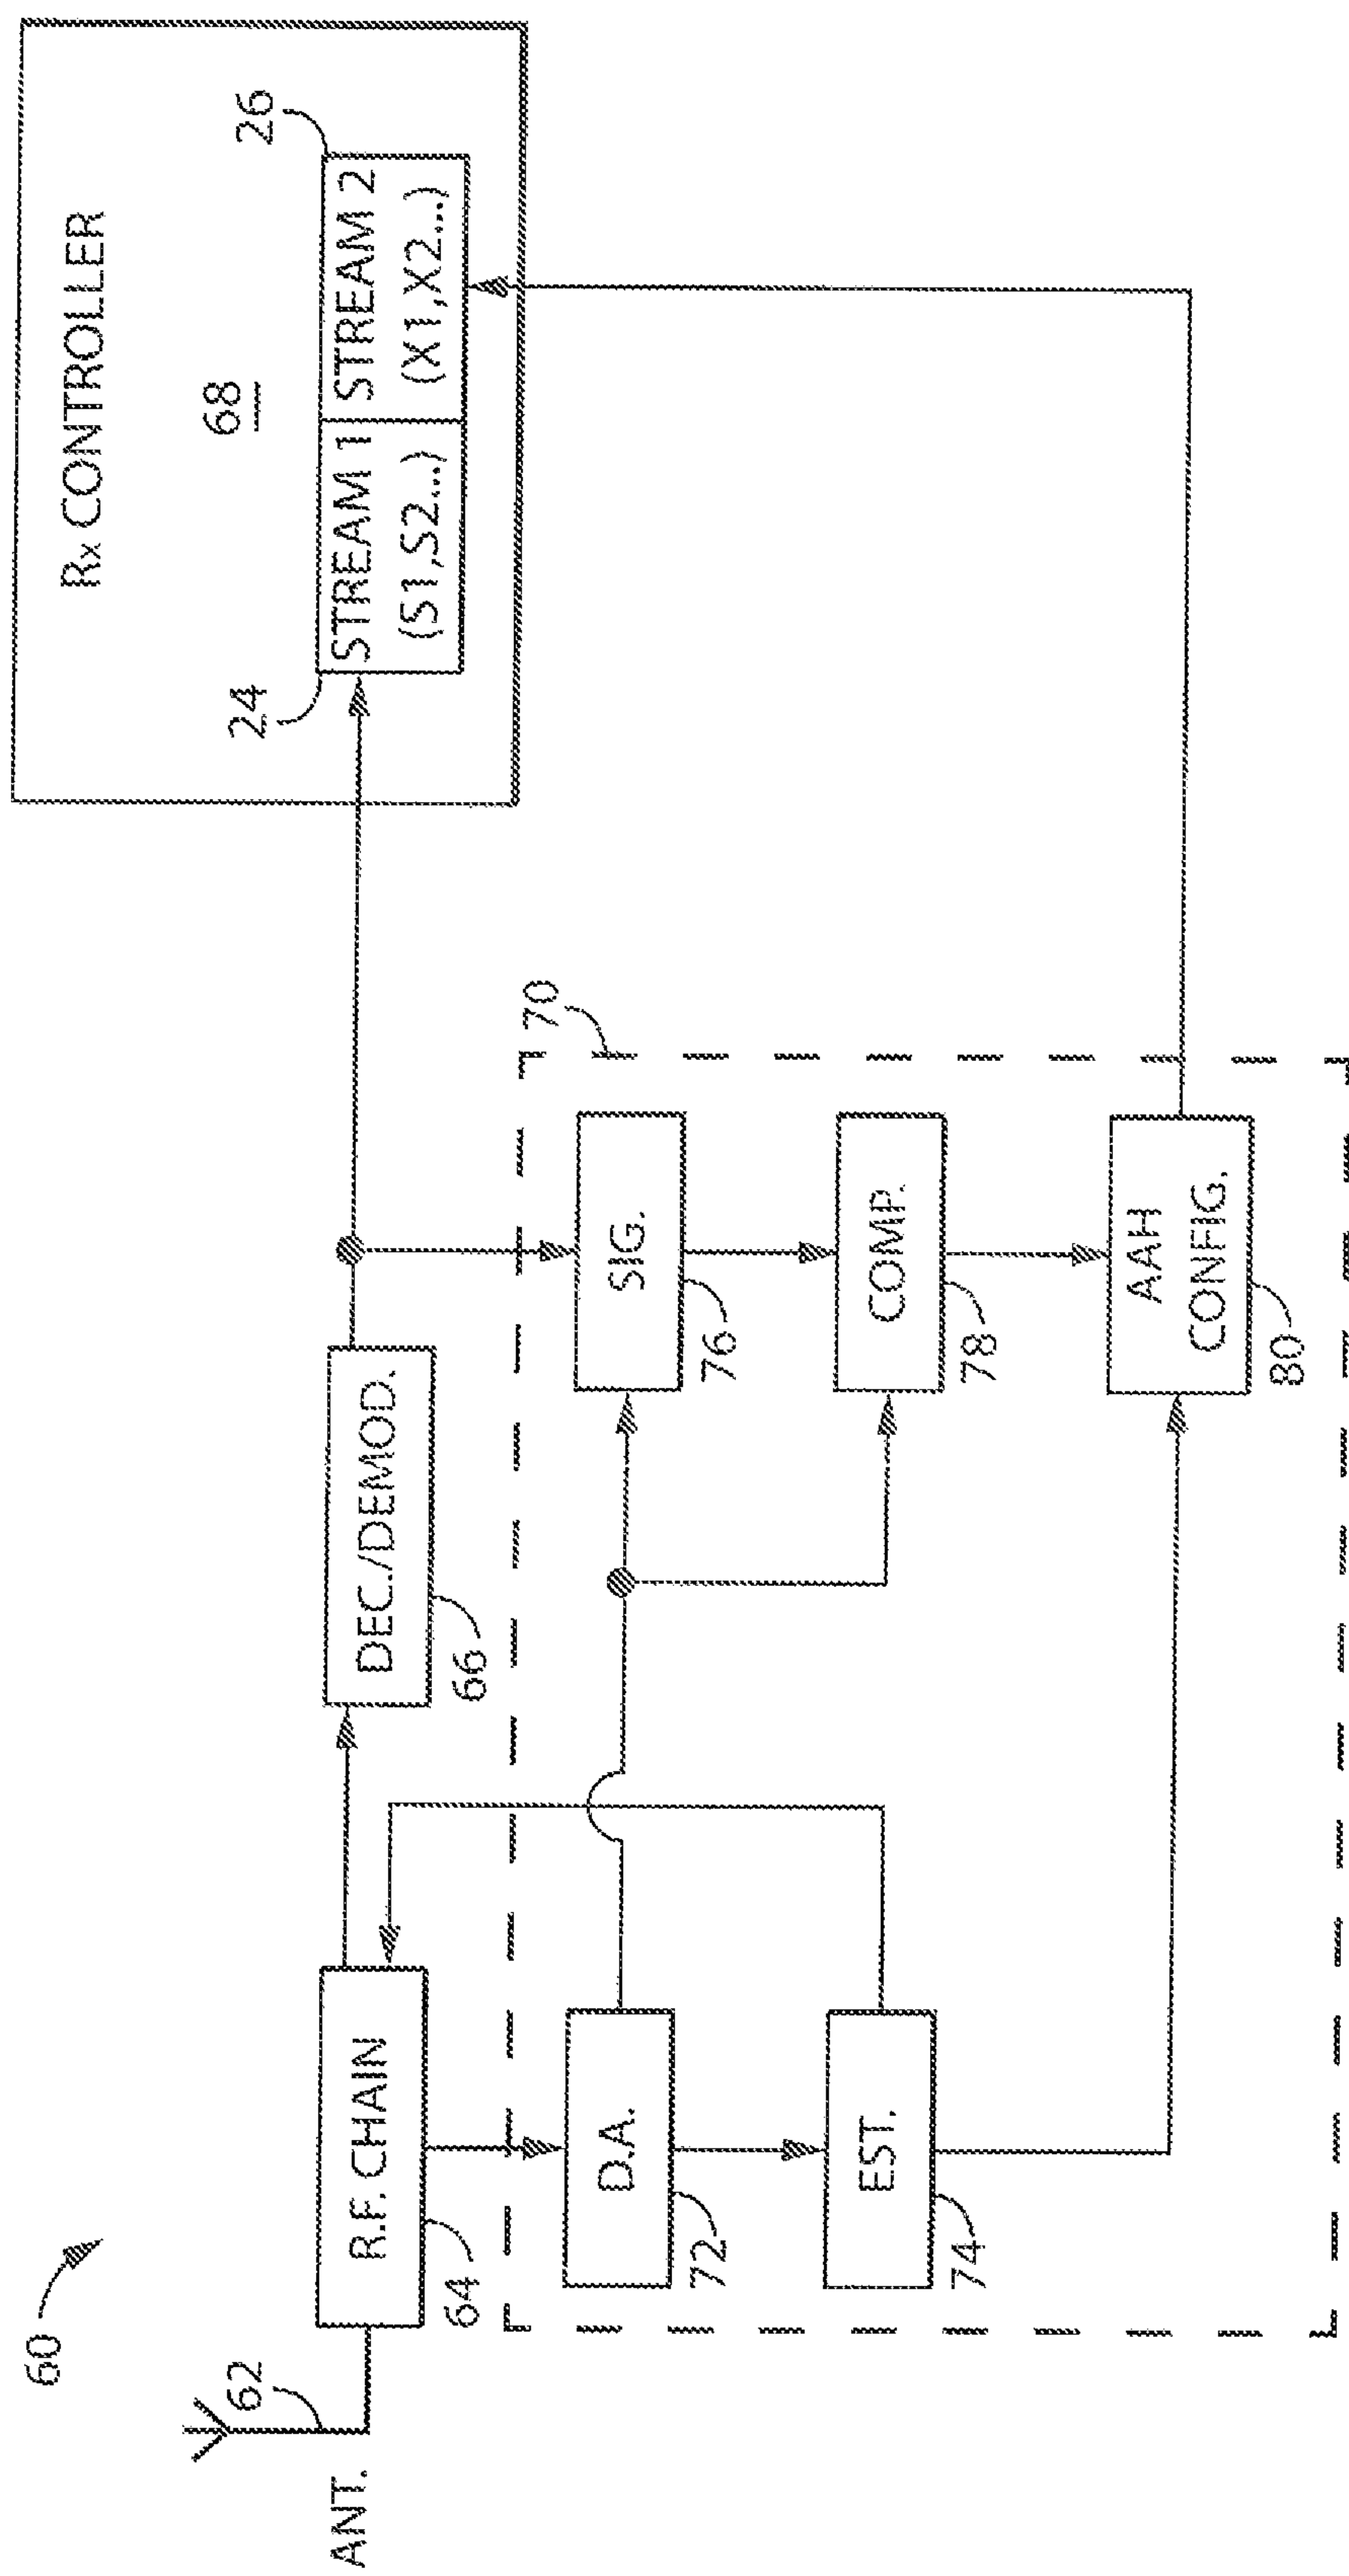 60
ANT.
62
R.F. CHAIN
64
DEC./DEMOD.
66
Rx CONTROLLER
68
24
STREAM 1
(S1,S2...)
26
STREAM 2
(X1,X2...)
70
D.A.
72
EST.
74
SIG.
76
COMP.
78
AAH
CONFIG.
80